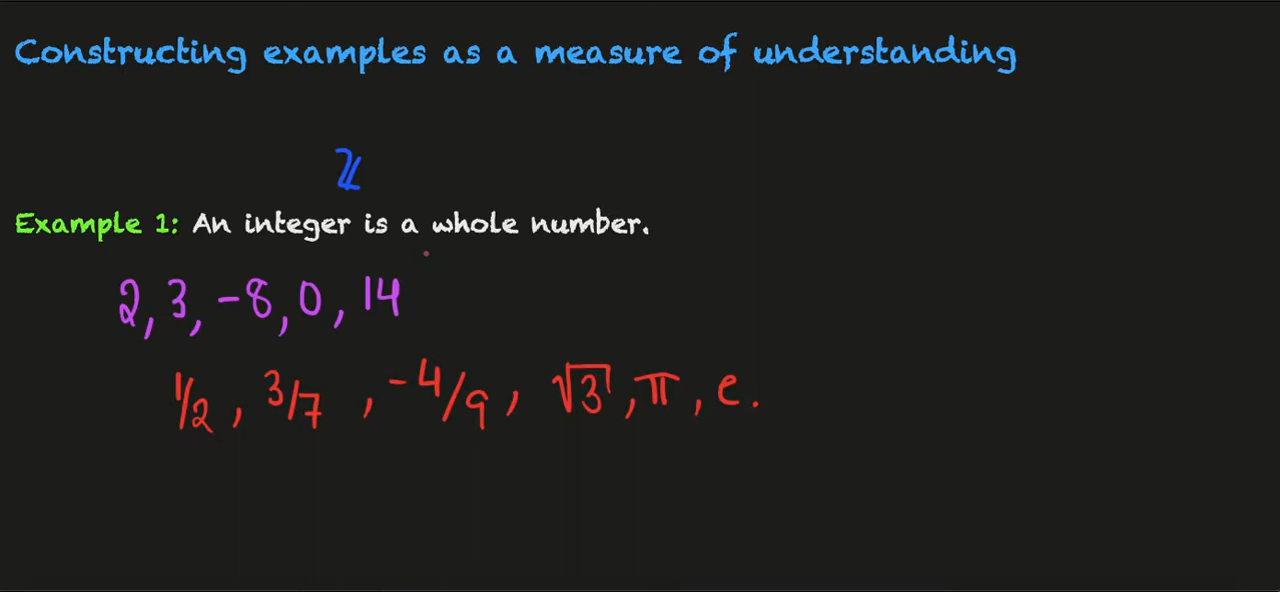 Constructing examples as a measure of understanding
ℤ
Example 1: An integer is a whole number.
2, 3, -8, 0, 14
1/2, 3/7, -4/9, √3, π, e.